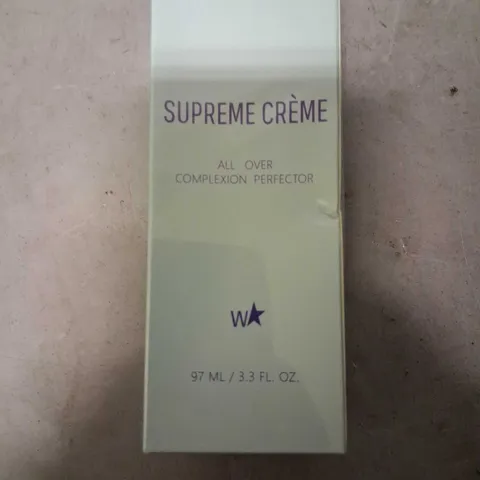 SUPREME CRÈME
ALL OVER
COMPLEXION PERFECTOR
W
97 ML / 3.3 FL. OZ.